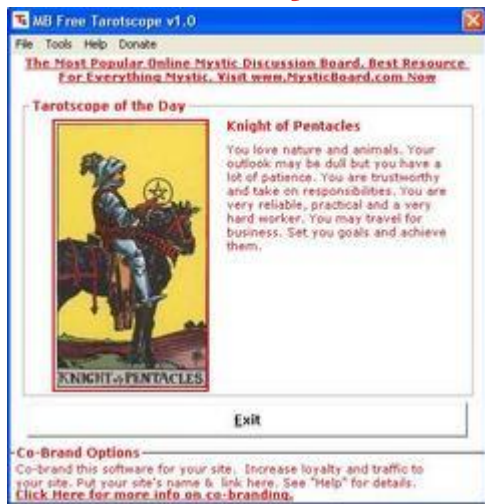 MB Free Tarotscope v1.0
File Tools Help Donate
The Most Popular Online Mystic Discussion Board. Best Resource
For Everything Mystic. Visit www.MysticBoard.com Now
Tarotscope of the Day
Knight of Pentacles
You love nature and animals. Your
outlook may be dull but you have a
lot of patience. You are trustworthy
and take on responsibilities. You are
very reliable, practical and a very
hard worker. You may travel for
business. Set you goals and achieve
them.
KNIGHT of PENTACLES
Exit
Co-Brand Options
Co-brand this software for your site. Increase loyalty and traffic to
your site. Put your site's name & link here. See "Help" for details.
Click Here for more info on co-branding.